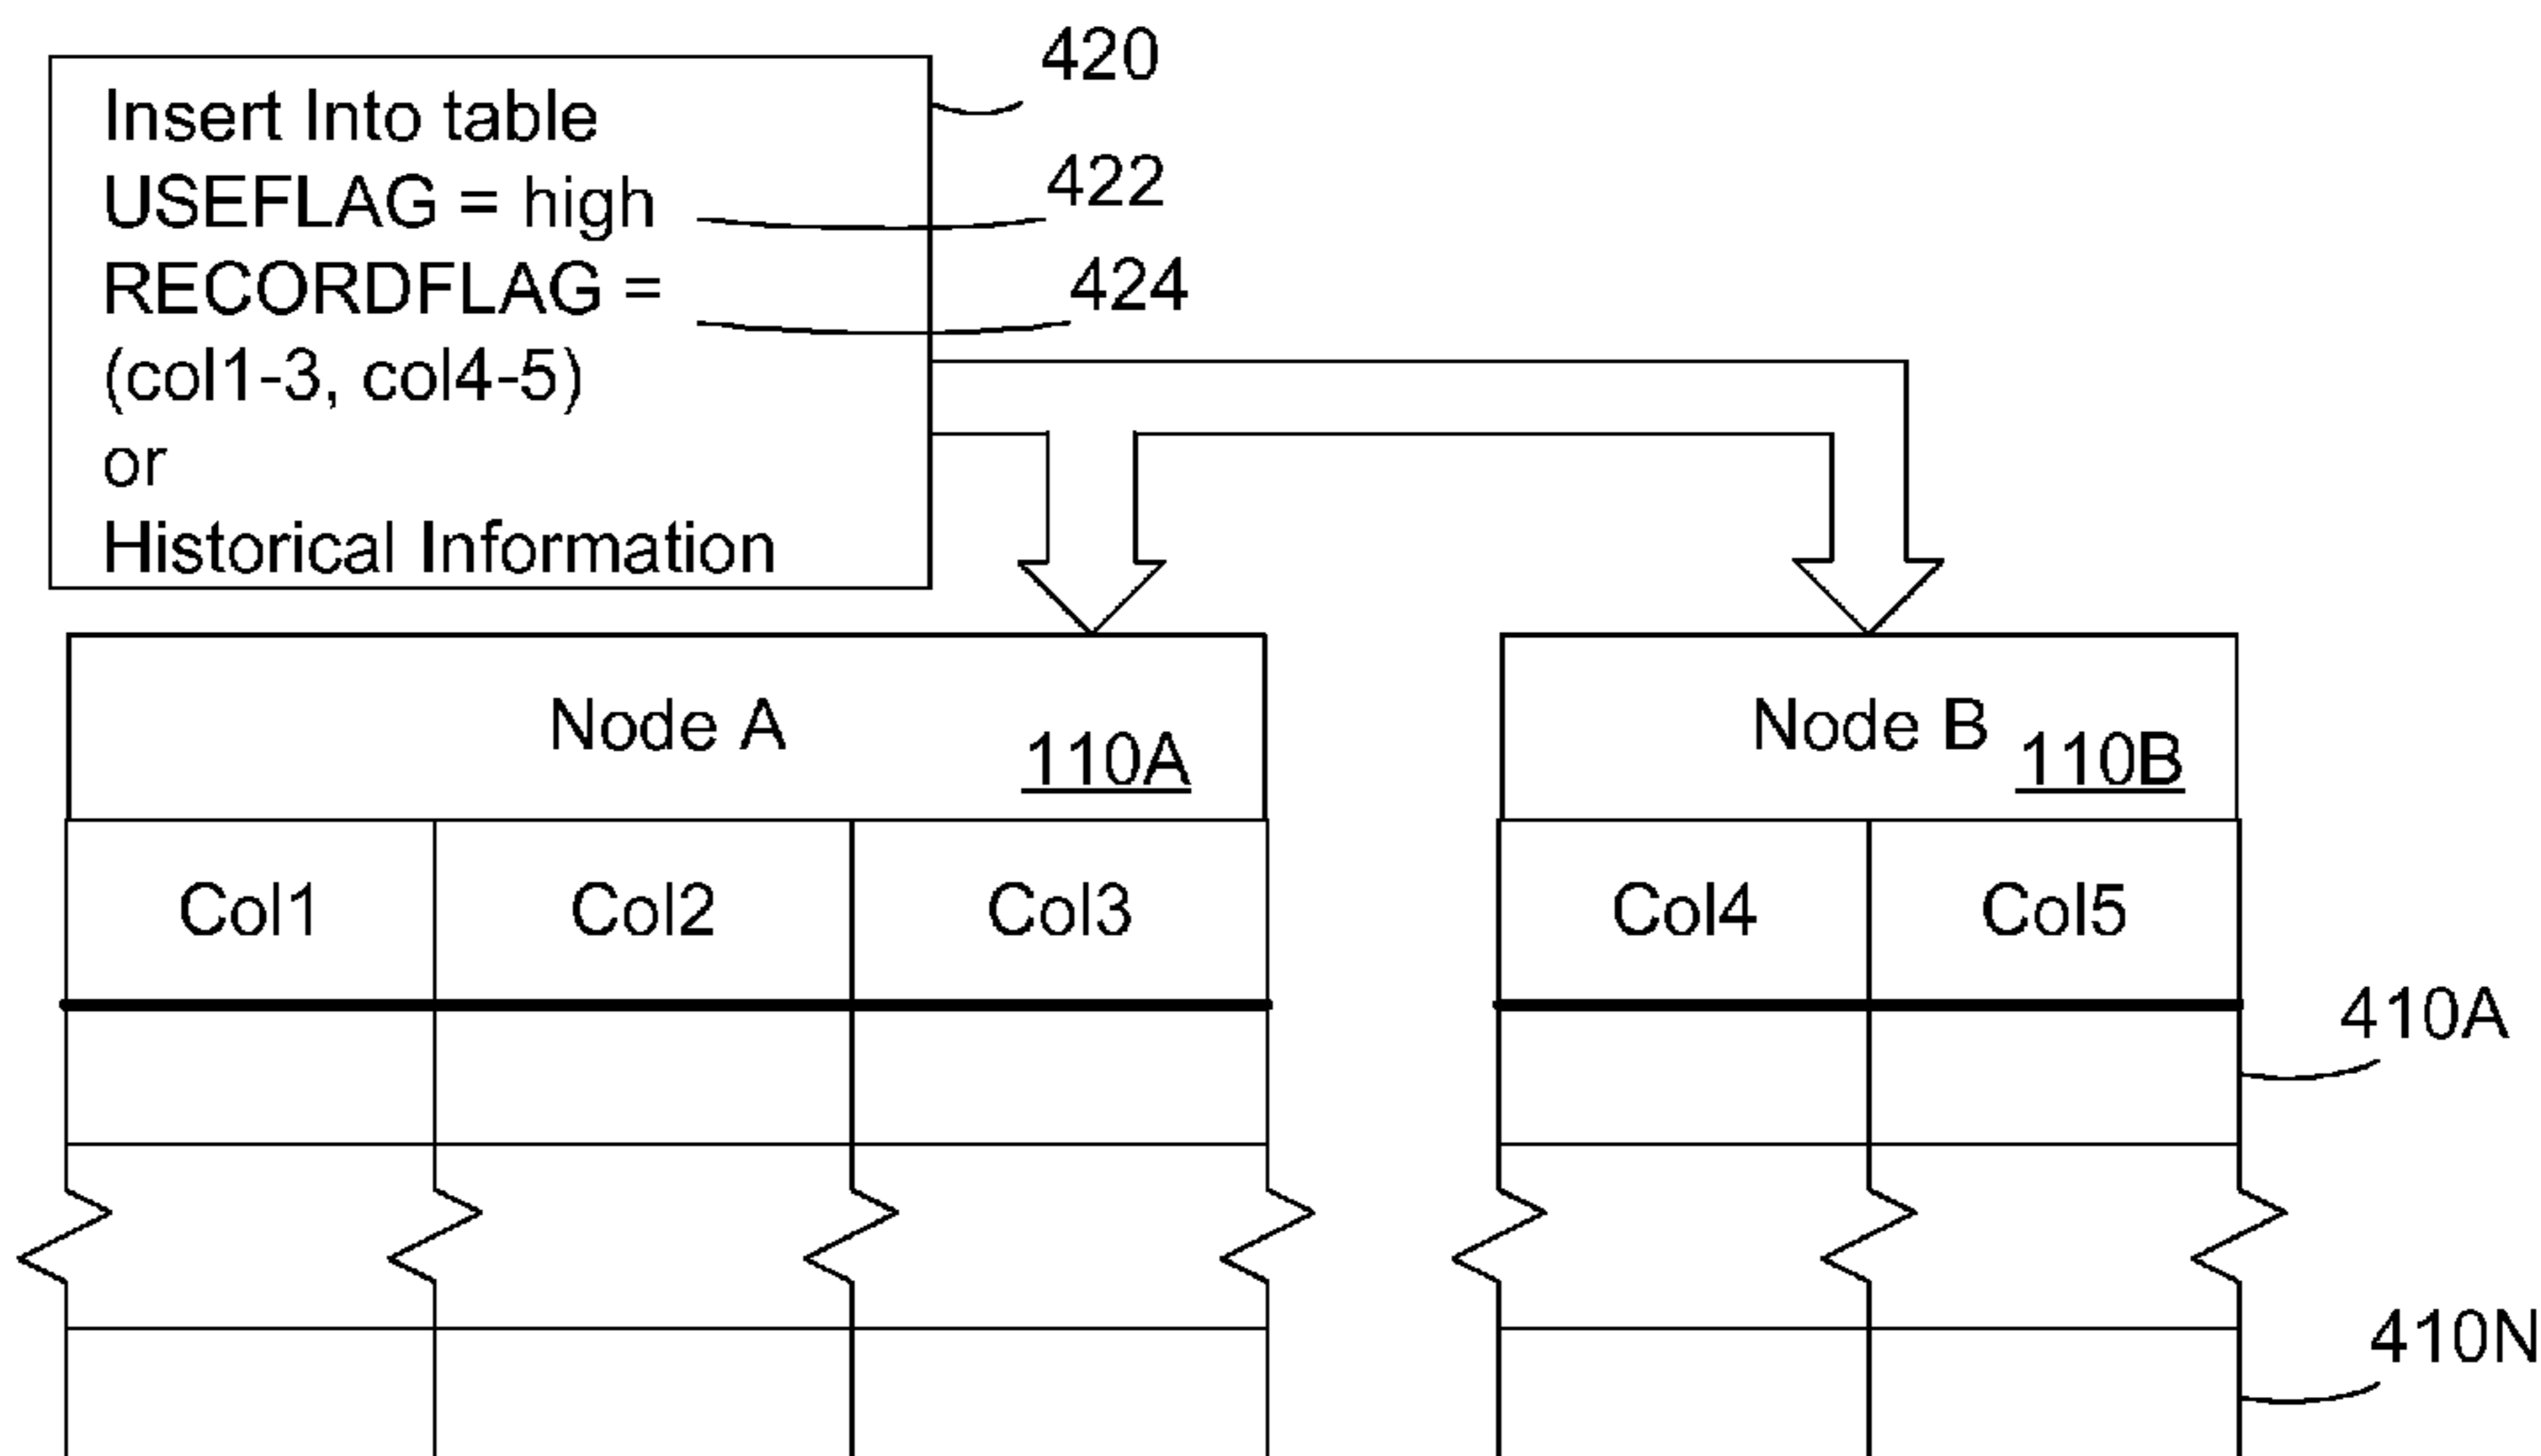 420
Insert Into table
USEFLAG = high
422
RECORDFLAG =
424
(col1-3, col4-5)
or
Historical Information
Node A
110A
Node B
110B
Col1
Col2
Col3
Col4
Col5
410A
410N